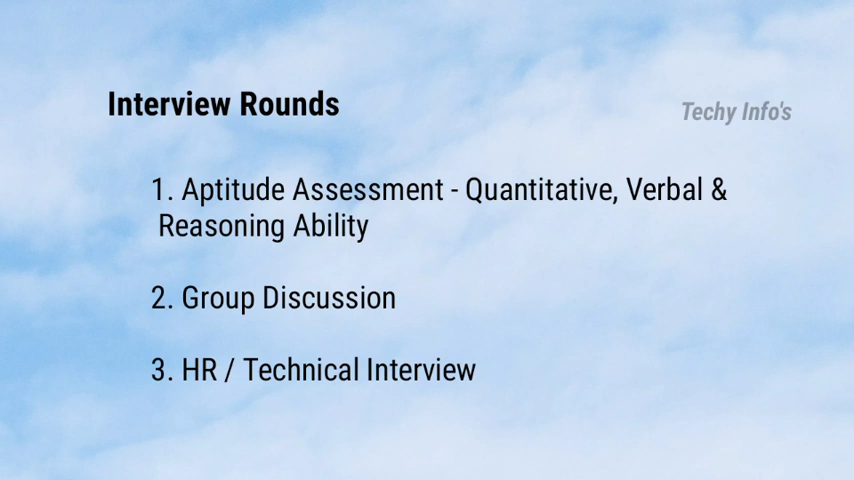 Interview Rounds
Techy Info's
1. Aptitude Assessment - Quantitative, Verbal &
Reasoning Ability
2. Group Discussion
3. HR / Technical Interview